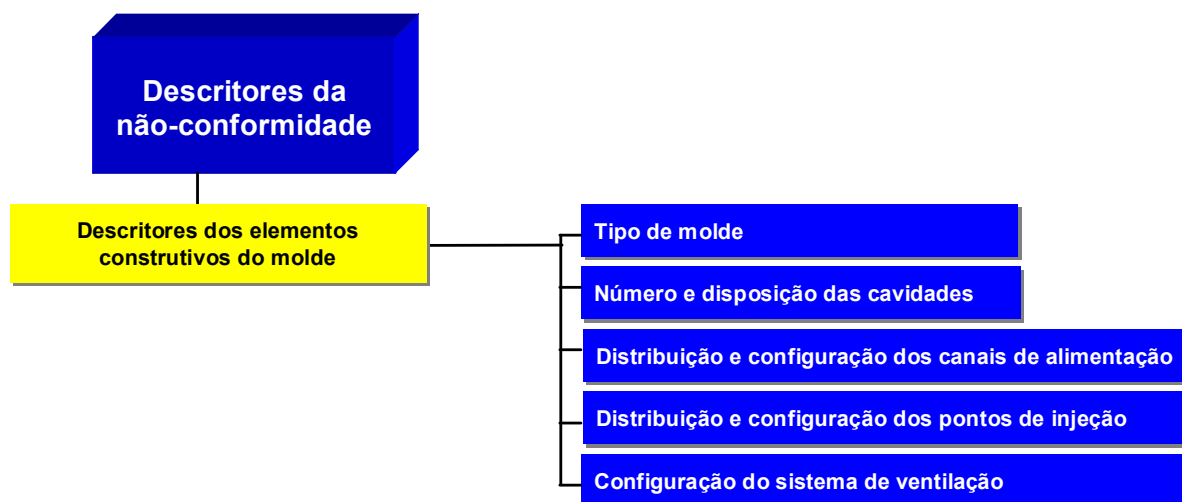 Descritores da
não-conformidade
Descritores dos elementos
construtivos do molde
Tipo de molde
Número e disposição das cavidades
Distribuição e configuração dos canais de alimentação
Distribuição e configuração dos pontos de injeção
Configuração do sistema de ventilação